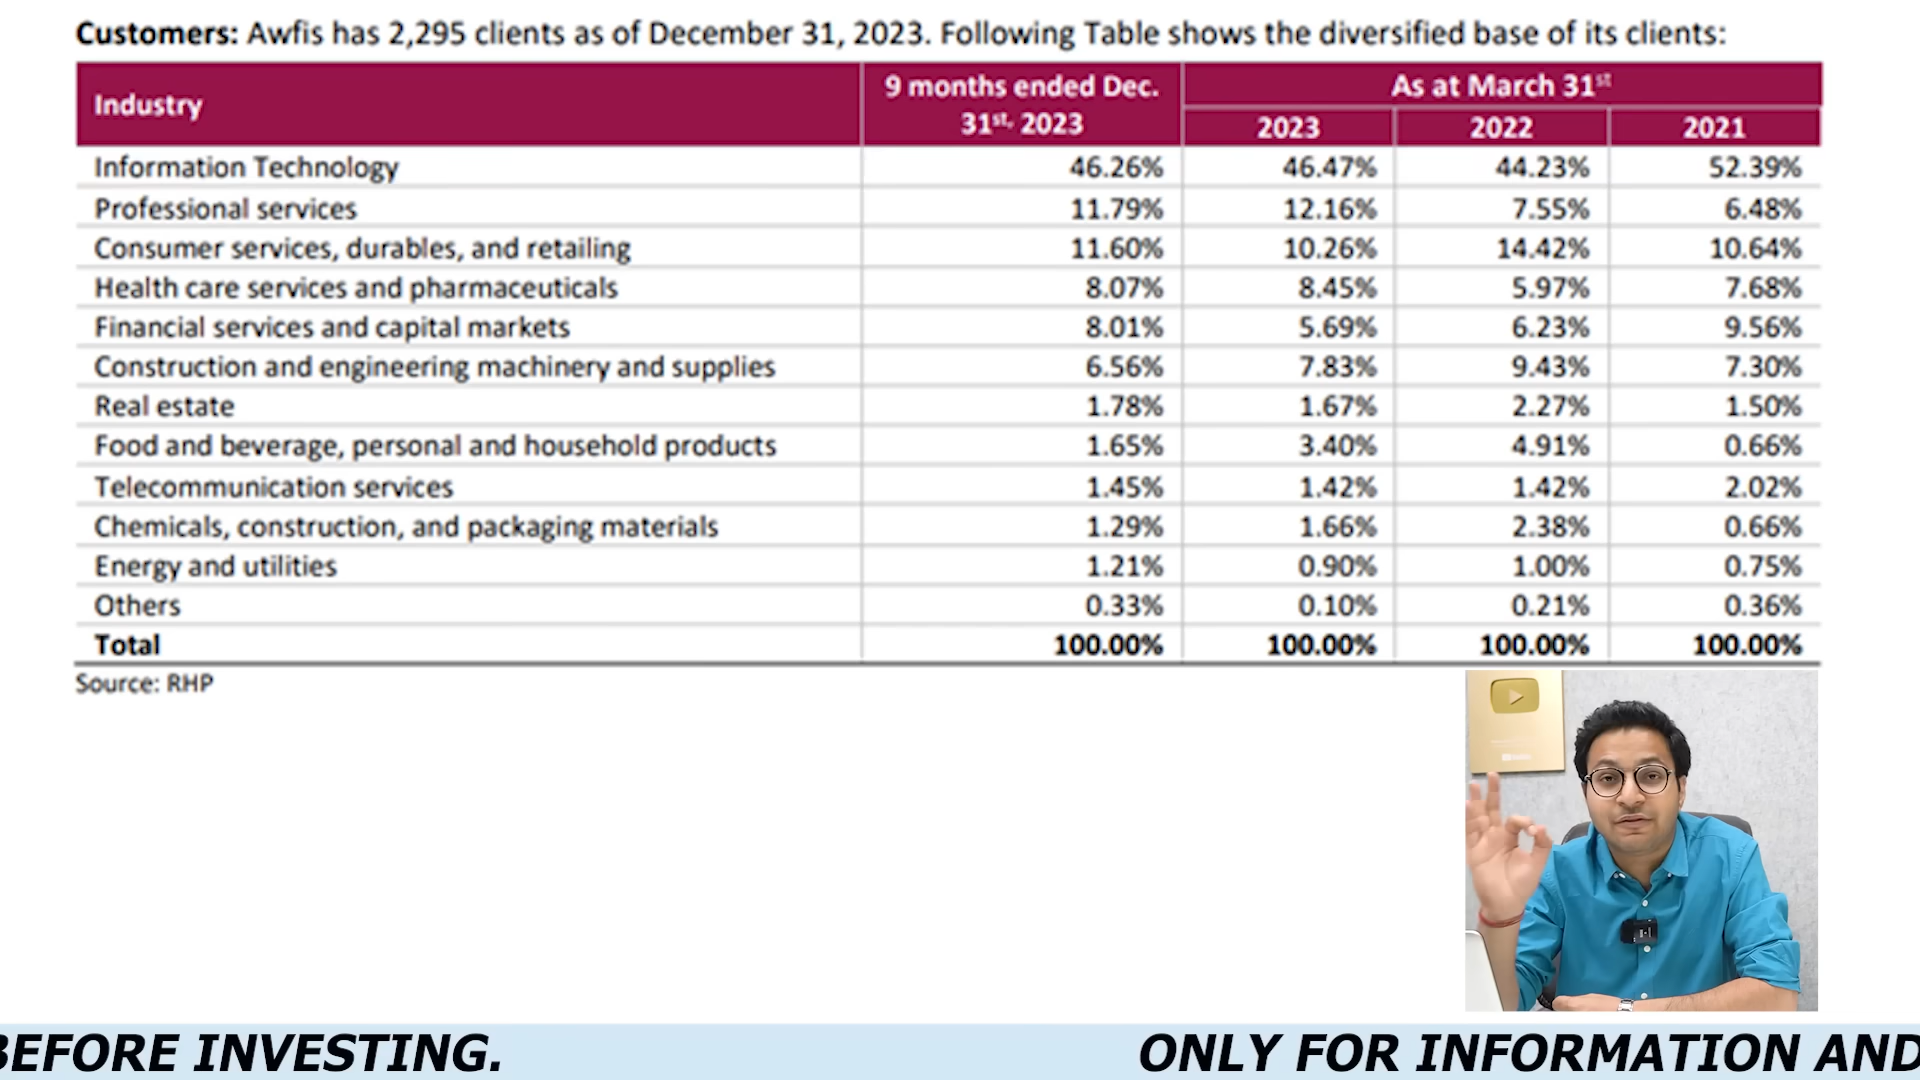 Customers: Awfis has 2,295 clients as of December 31, 2023. Following Table shows the diversified base of its clients:
Industry 9 months ended Dec. 31st, 2023 As at March 31st
2023 2022 2021
Information Technology 46.26% 46.47% 44.23% 52.39%
Professional services 11.79% 12.16% 7.55% 6.48%
Consumer services, durables, and retailing 11.60% 10.26% 14.42% 10.64%
Health care services and pharmaceuticals 8.07% 8.45% 5.97% 7.68%
Financial services and capital markets 8.01% 5.69% 6.23% 9.56%
Construction and engineering machinery and supplies 6.56% 7.83% 9.43% 7.30%
Real estate 1.78% 1.67% 2.27% 1.50%
Food and beverage, personal and household products 1.65% 3.40% 4.91% 0.66%
Telecommunication services 1.45% 1.42% 1.42% 2.02%
Chemicals, construction, and packaging materials 1.29% 1.66% 2.38% 0.66%
Energy and utilities 1.21% 0.90% 1.00% 0.75%
Others 0.33% 0.10% 0.21% 0.36%
Total 100.00% 100.00% 100.00% 100.00%
Source: RHP
BEFORE INVESTING. ONLY FOR INFORMATION AND